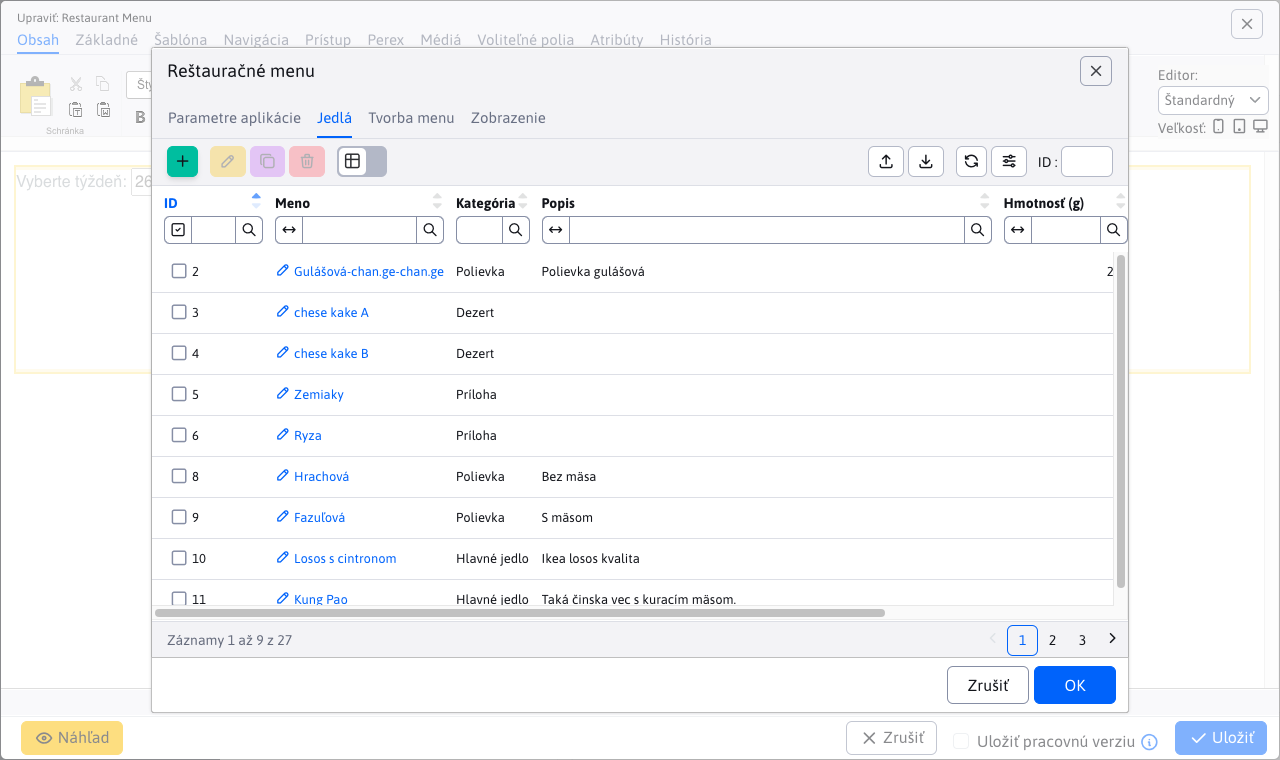 Upraviť: Restaurant Menu
Obsah Základné Šablóna Navigácia Prístup Perex Médiá Voliteľné polia Atribúty História
Reštauračné menu
Editor:
Štandardný
Veľkosť:
Schránka
B
Parametre aplikácie Jedlá Tvorba menu Zobrazenie
ID :
Vyberte týždeň: 26
ID Meno Kategória Popis Hmotnosť (g)
2 Gulášová-chan.ge-chan.ge Polievka Polievka gulášová 2
3 chese kake A Dezert
4 chese kake B Dezert
5 Zemiaky Príloha
6 Ryza Príloha
8 Hrachová Polievka Bez mäsa
9 Fazuľová Polievka S mäsom
10 Losos s cintronom Hlavné jedlo Ikea losos kvalita
11 Kung Pao Hlavné jedlo Taká činska vec s kuracím mäsom.
Záznamy 1 až 9 z 27 1 2 3
Zrušiť OK
Náhľad Zrušiť Uložiť pracovnú verziu Uložiť